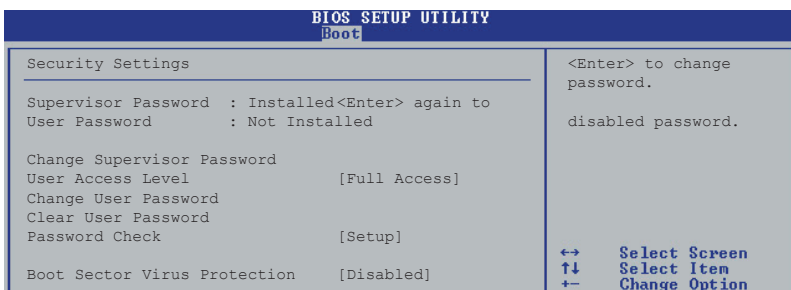 BIOS SETUP UTILITY
Boot
Security Settings
Supervisor Password : Installed<Enter> again to
User Password : Not Installed
Change Supervisor Password
User Access Level [Full Access]
Change User Password
Clear User Password
Password Check [Setup]
Boot Sector Virus Protection [Disabled]
<Enter> to change
password.
disabled password.
←→ Select Screen
↑↓ Select Item
+- Change Option